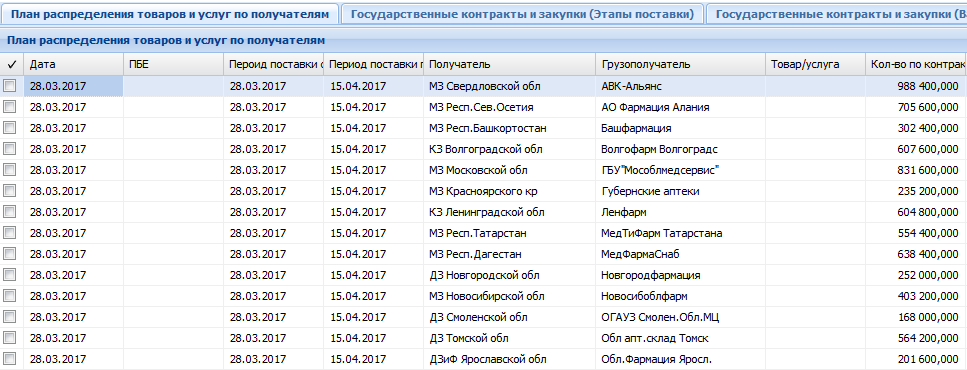 План распределения товаров и услуг по получателям Государственные контракты и закупки (Этапы поставки) Государственные контракты и закупки (В
План распределения товаров и услуг по получателям
Дата ПБЕ Пероид поставки с Период поставки п Получатель Грузополучатель Товар/услуга Кол-во по контрак
28.03.2017 28.03.2017 15.04.2017 МЗ Свердловской обл АВК-Альянс 988 400,000
28.03.2017 28.03.2017 15.04.2017 МЗ Респ.Сев.Осетия АО Фармация Алания 705 600,000
28.03.2017 28.03.2017 15.04.2017 МЗ Респ.Башкортостан Башфармация 302 400,000
28.03.2017 28.03.2017 15.04.2017 КЗ Волгоградской обл Волгофарм Волгоградс 607 600,000
28.03.2017 28.03.2017 15.04.2017 МЗ Московской обл ГБУ"Мособлмедсервис" 831 600,000
28.03.2017 28.03.2017 15.04.2017 МЗ Красноярского кр Губернские аптеки 235 200,000
28.03.2017 28.03.2017 15.04.2017 КЗ Ленинградской обл Ленфарм 604 800,000
28.03.2017 28.03.2017 15.04.2017 МЗ Респ.Татарстан МедТиФарм Татарстана 554 400,000
28.03.2017 28.03.2017 15.04.2017 МЗ Респ.Дагестан МедФармаСнаб 638 400,000
28.03.2017 28.03.2017 15.04.2017 ДЗ Новгородской обл Новгородфармация 252 000,000
28.03.2017 28.03.2017 15.04.2017 МЗ Новосибирской обл Новосибоблфарм 403 200,000
28.03.2017 28.03.2017 15.04.2017 ДЗ Смоленской обл ОГАУЗ Смолен.Обл.МЦ 168 000,000
28.03.2017 28.03.2017 15.04.2017 ДЗ Томской обл Обл апт.склад Томск 564 200,000
28.03.2017 28.03.2017 15.04.2017 ДЗиФ Ярославской обл Обл.Фармация Яросл. 201 600,000